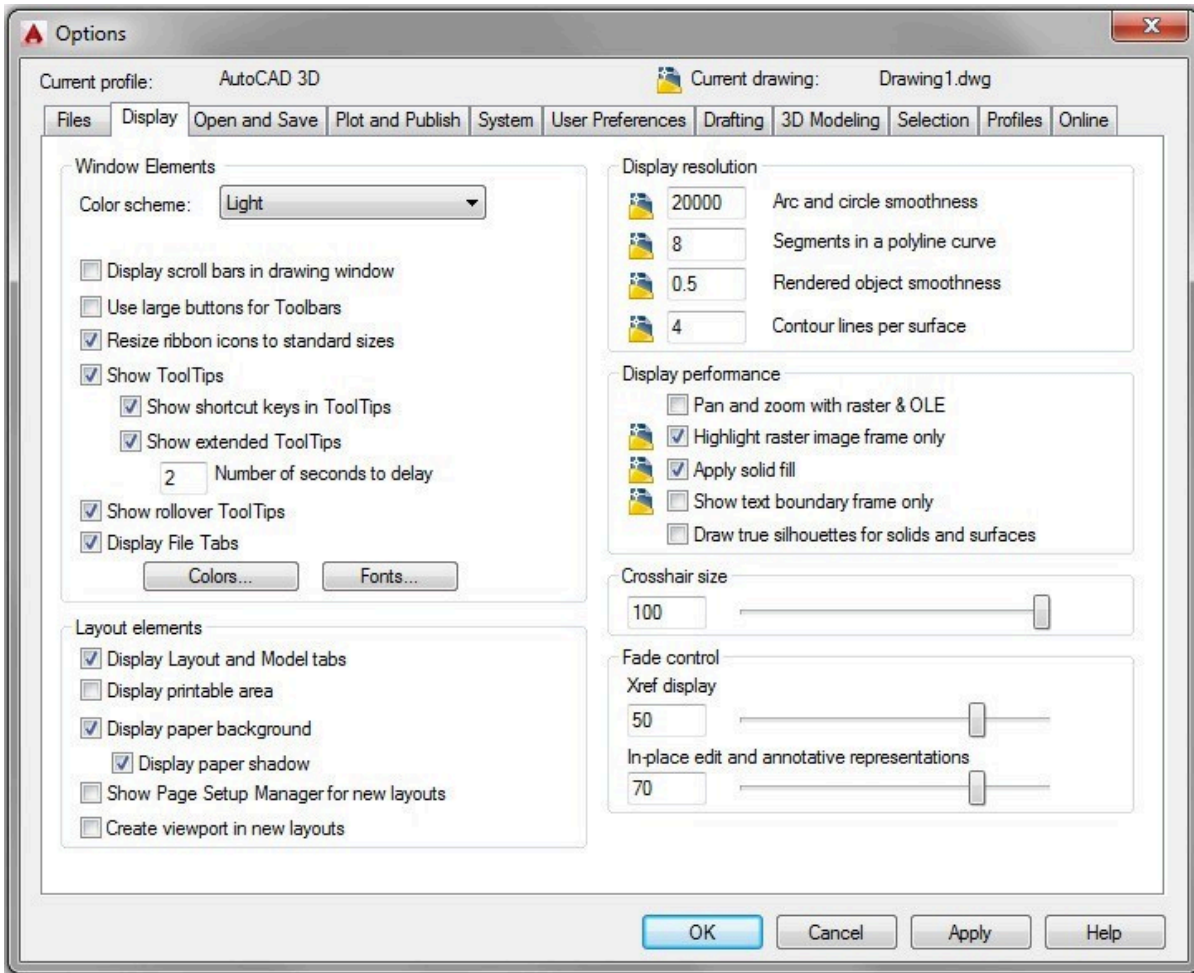 Options
Current profile: AutoCAD 3D Current drawing: Drawing1.dwg
Files Display Open and Save Plot and Publish System User Preferences Drafting 3D Modeling Selection Profiles Online
Window Elements
Color scheme: Light
Display scroll bars in drawing window
Use large buttons for Toolbars
Resize ribbon icons to standard sizes
Show ToolTips
Show shortcut keys in ToolTips
Show extended ToolTips
2 Number of seconds to delay
Show rollover ToolTips
Display File Tabs
Colors... Fonts...
Layout elements
Display Layout and Model tabs
Display printable area
Display paper background
Display paper shadow
Show Page Setup Manager for new layouts
Create viewport in new layouts
Display resolution
20000 Arc and circle smoothness
8 Segments in a polyline curve
0.5 Rendered object smoothness
4 Contour lines per surface
Display performance
Pan and zoom with raster & OLE
Highlight raster image frame only
Apply solid fill
Show text boundary frame only
Draw true silhouettes for solids and surfaces
Crosshair size
100
Fade control
Xref display
50
In-place edit and annotative representations
70
OK Cancel Apply Help